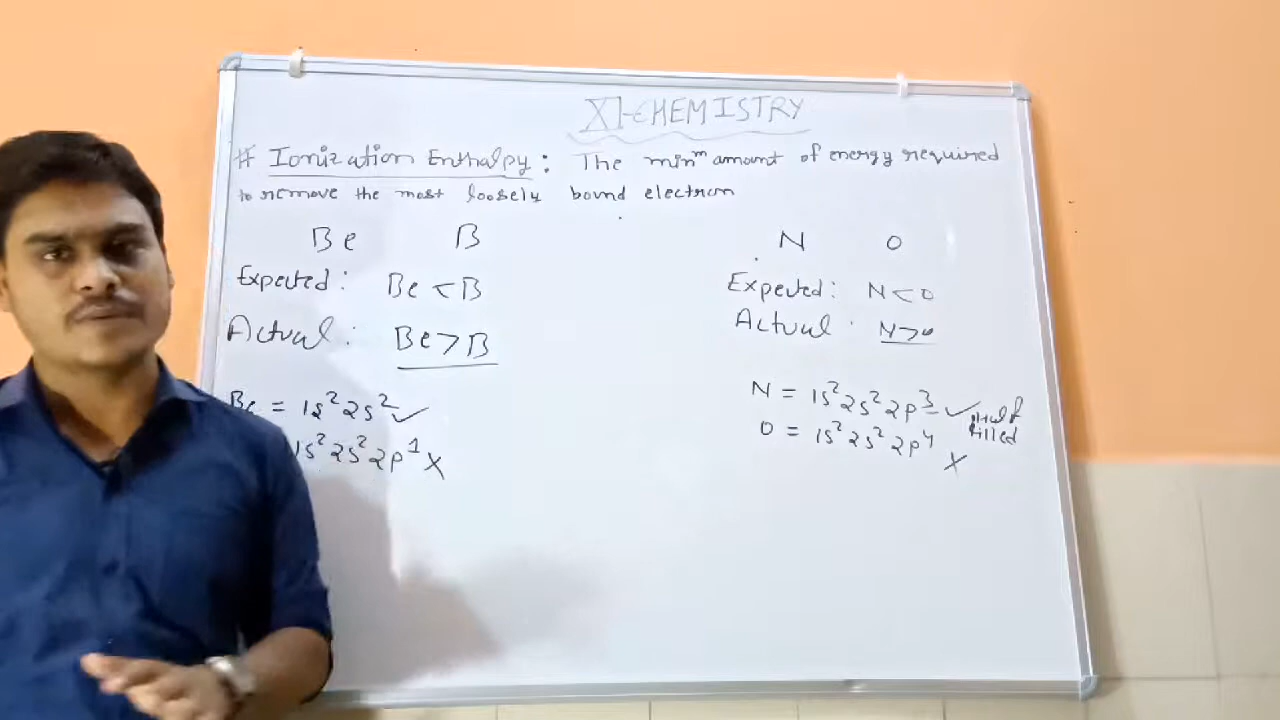 XI-CHEMISTRY
# Ionization Enthalpy: The minᵐ amount of energy required
to remove the most loosely bound electron
Be B
Expected: Be < B
Actual: Be > B
Be = 1s² 2s² ✓
1s² 2s² 2p¹ X
N O
Expected: N < O
Actual: N > O
N = 1s² 2s² 2p³ ✓ Half
filled
O = 1s² 2s² 2p⁴ X